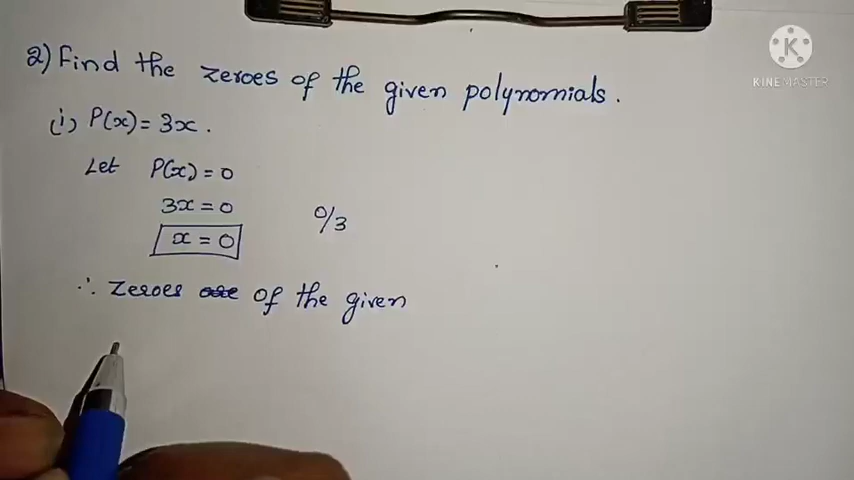 2) Find the zeroes of the given polynomials.
(i) P(x) = 3x.
Let P(x) = 0
3x = 0
0/3
x = 0
∴ zeroes of the given
K
KINEMASTER